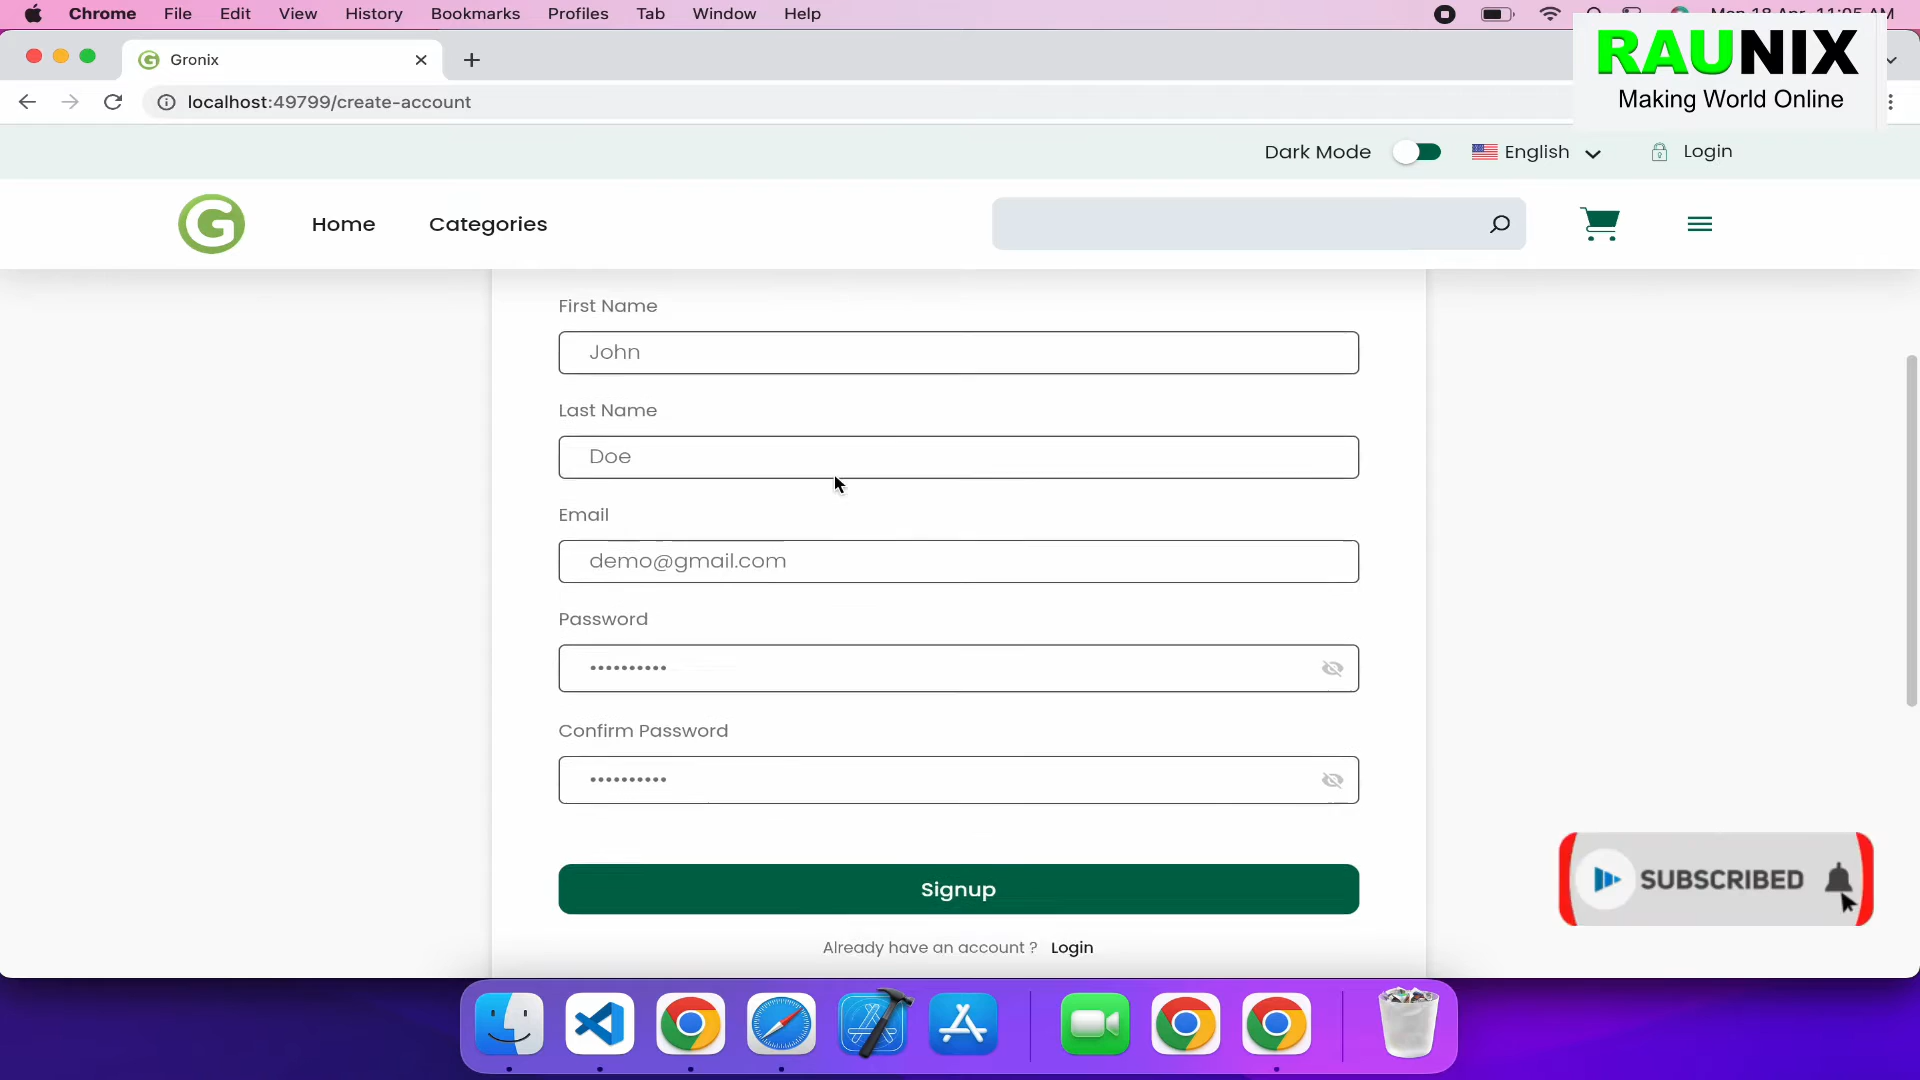 Chrome File Edit View History Bookmarks Profiles Tab Window Help
RAUNIX
Making World Online
Gronix
localhost:49799/create-account
Dark Mode English Login
G Home Categories
First Name
John
Last Name
Doe
Email
demo@gmail.com
Password
••••••••••
Confirm Password
••••••••••
Signup
SUBSCRIBED
Already have an account ? Login